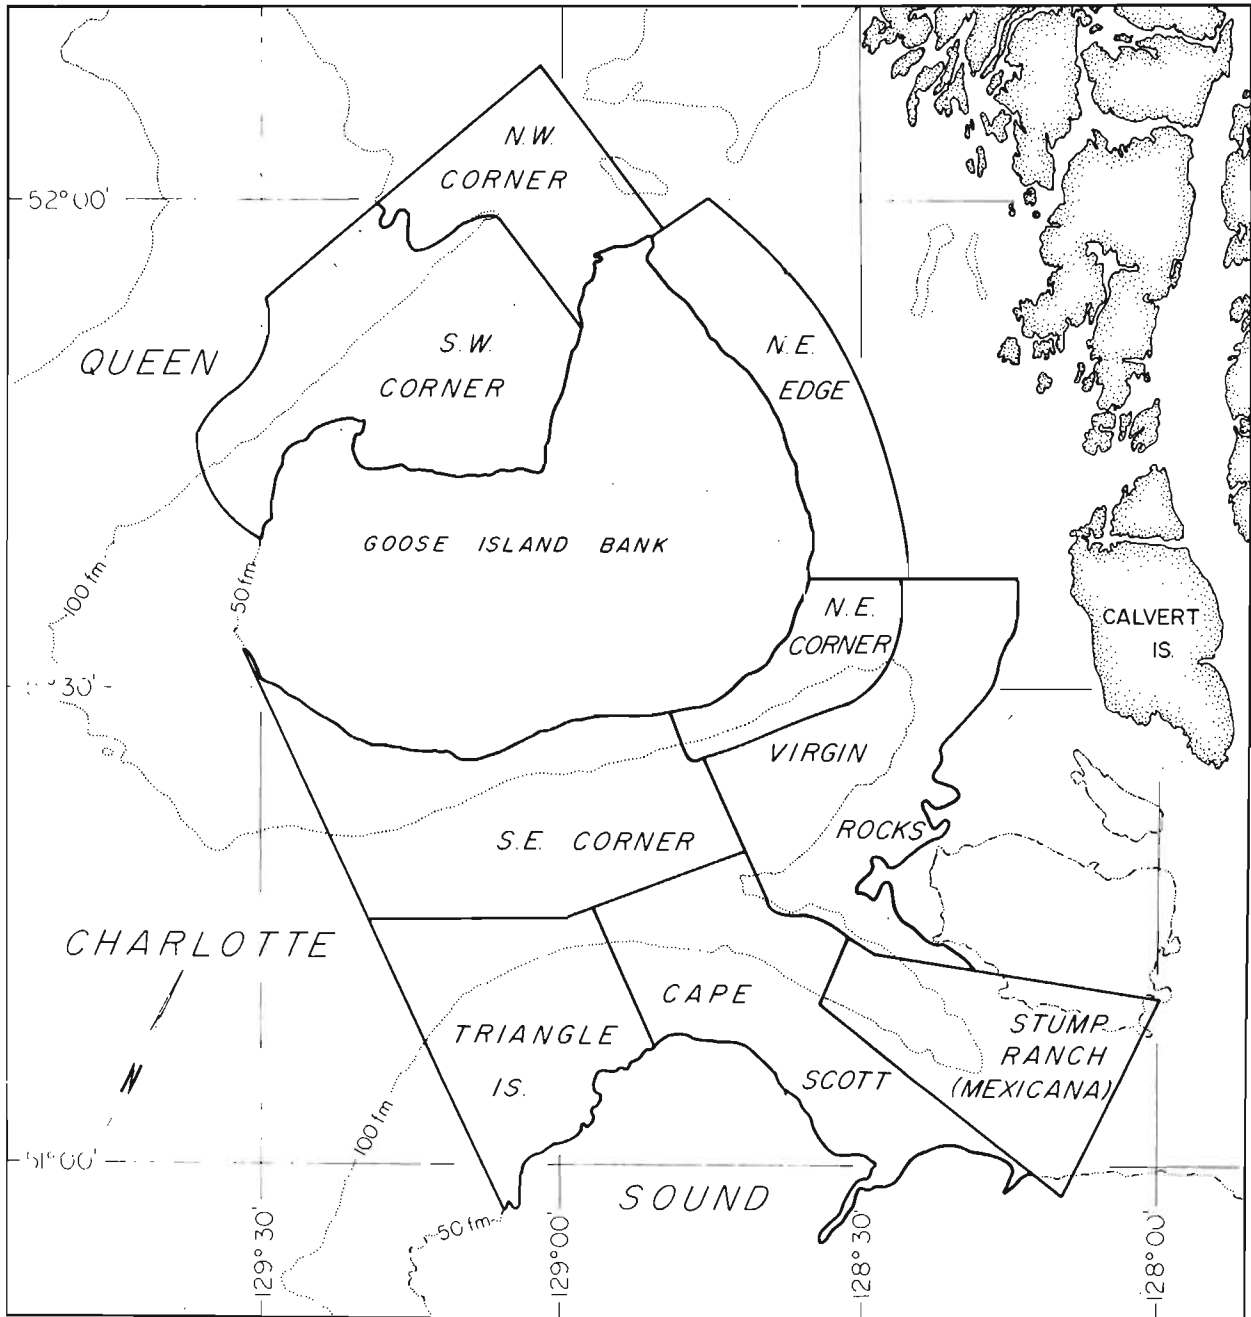 N.W.
CORNER
52°00'
QUEEN
S.W.
CORNER
N.E.
EDGE
GOOSE ISLAND BANK
100 fm
50 fm
N.E.
CORNER
CALVERT
IS.
30'
VIRGIN
ROCKS
S.E. CORNER
CHARLOTTE
CAPE
SCOTT
TRIANGLE
IS.
STUMP
RANCH
(MEXICANA)
N
100 fm
51°00'
SOUND
50 fm
129°30'
129°00'
128°30'
128°00'